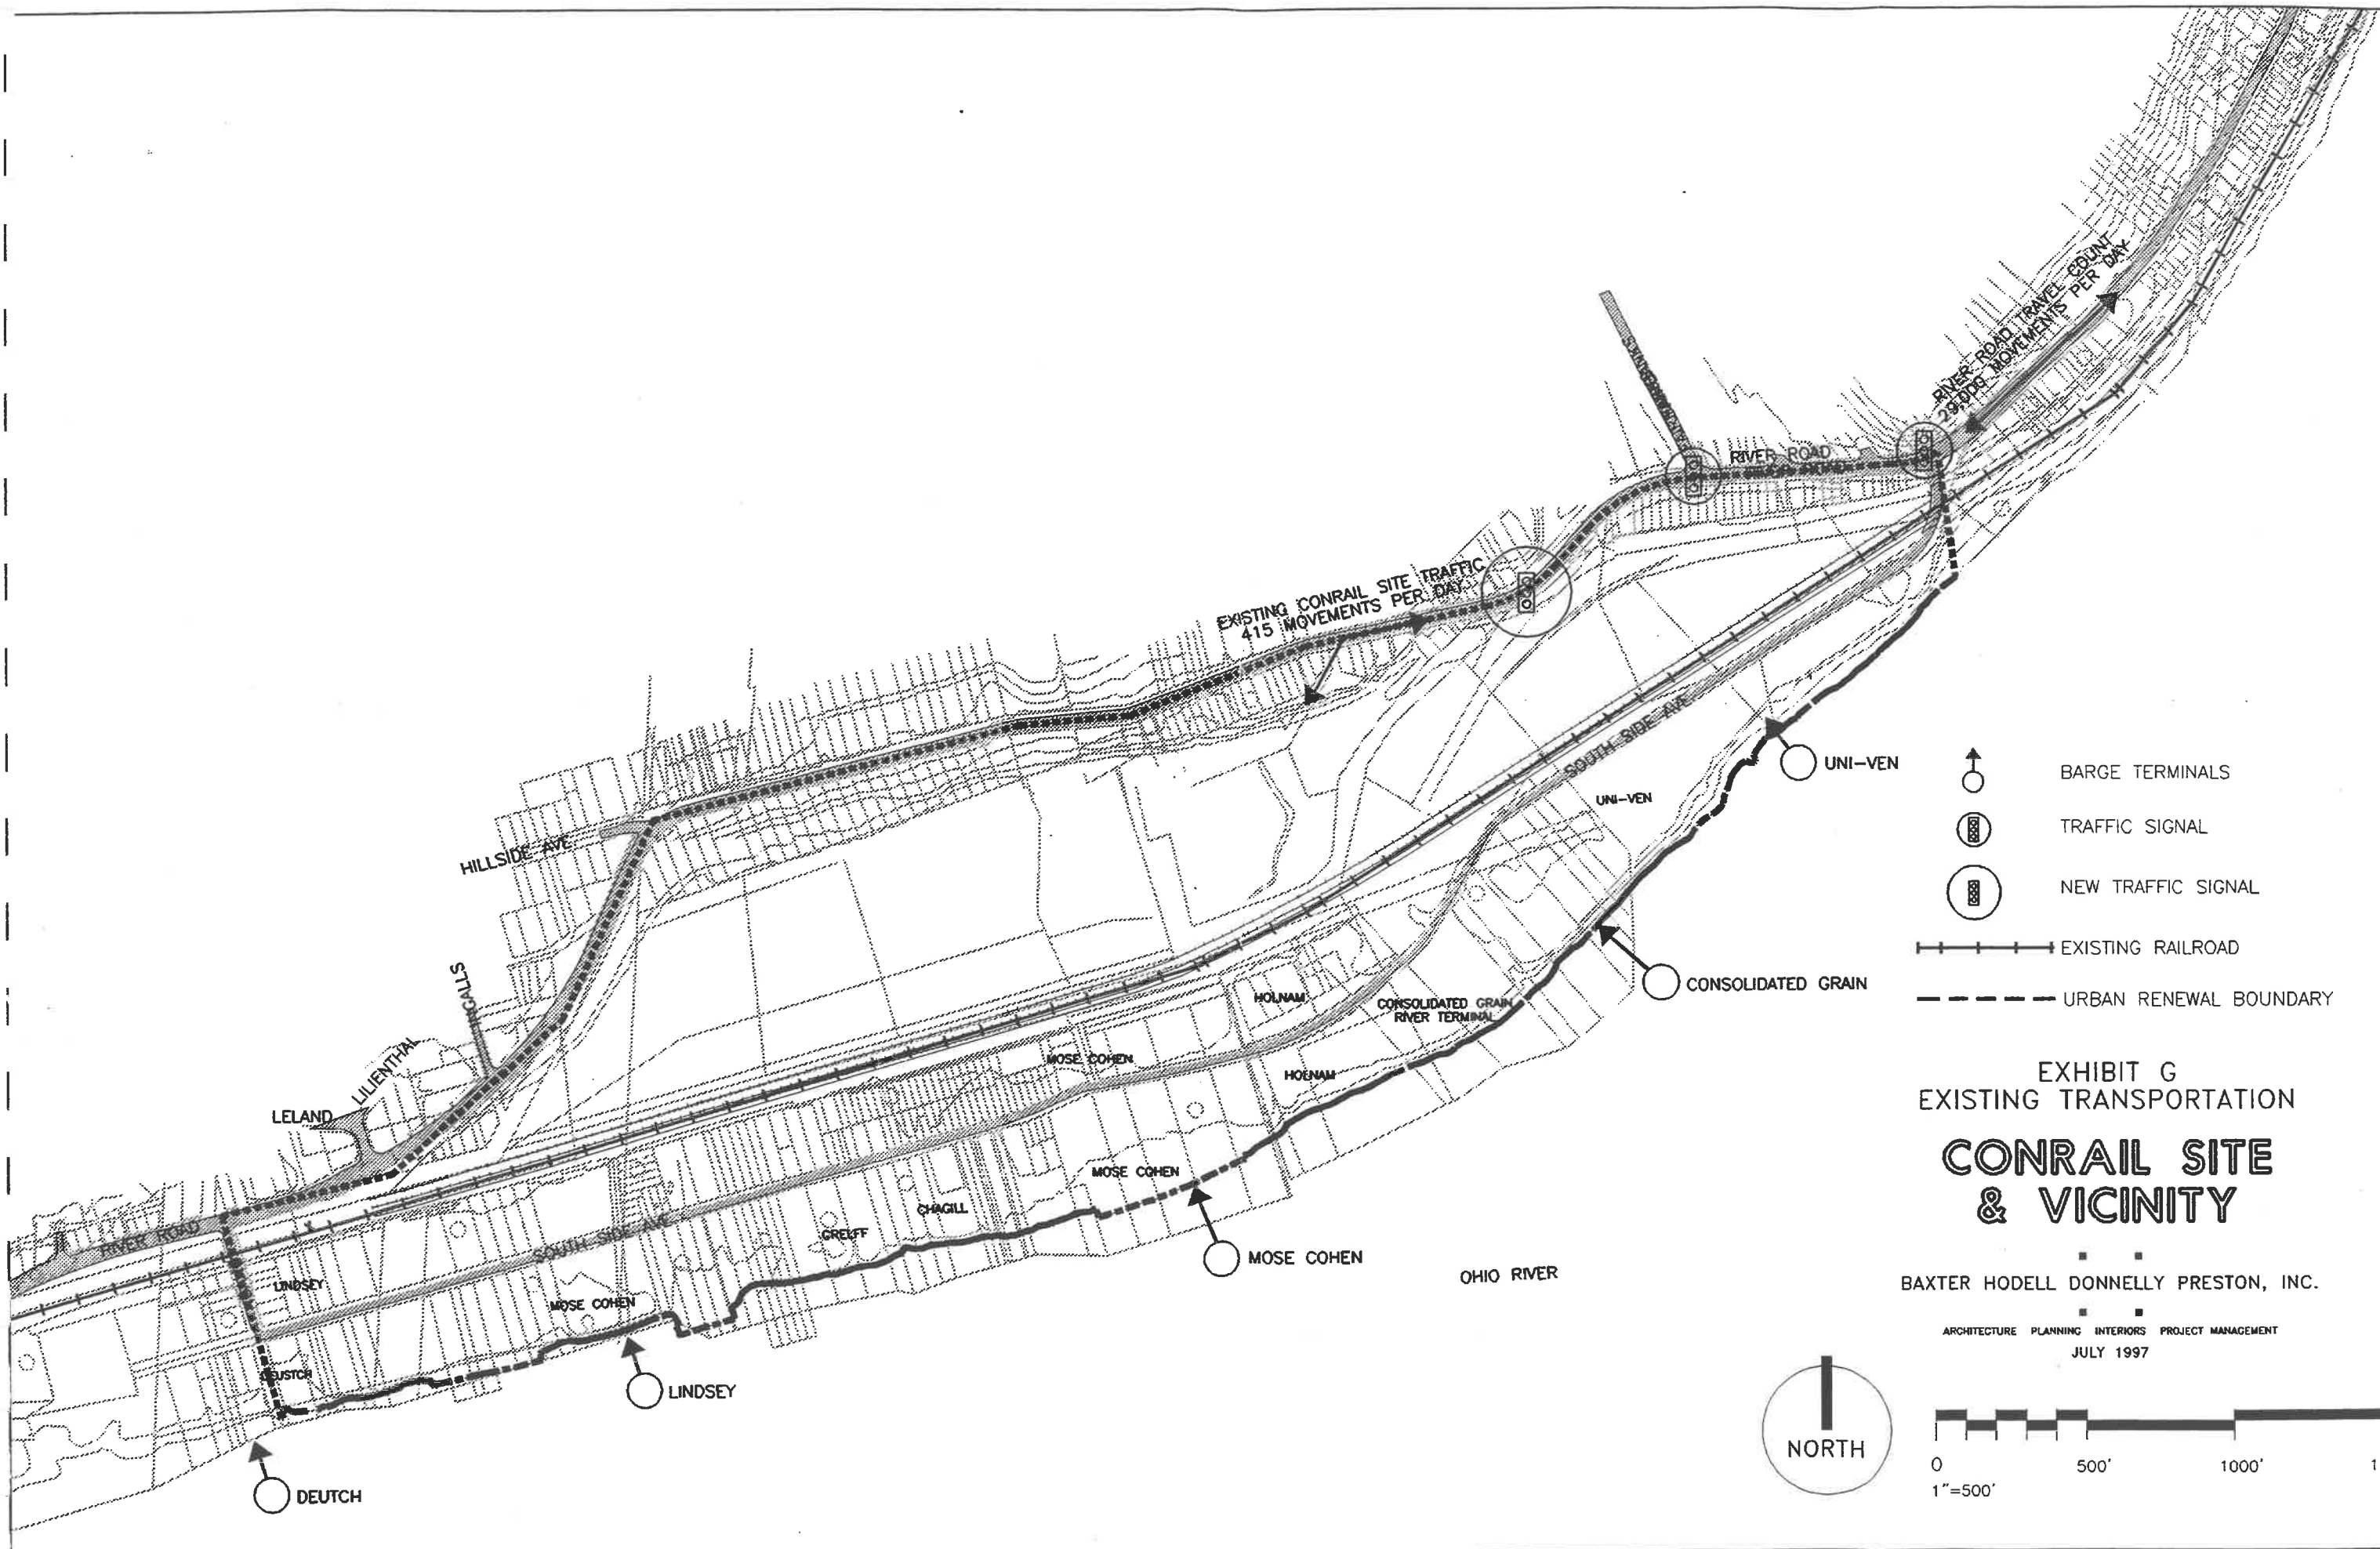 RIVER ROAD TRAVEL COUNT
29,000 MOVEMENTS PER DAY
RIVER ROAD
EXISTING CONRAIL SITE TRAFFIC
415 MOVEMENTS PER DAY
SOUTH SIDE AVE
UNI-VEN
UNI-VEN
HILLSIDE AVE
INGALLS
LILIENTHAL
LELAND
CONSOLIDATED GRAIN
HOLNAM
CONSOLIDATED GRAIN
RIVER TERMINAL
MOSE COHEN
HOLNAM
MOSE COHEN
CHAGILL
GRELFF
RIVER ROAD
SOUTH SIDE AVE
LINDSEY
MOSE COHEN
MOSE COHEN
OHIO RIVER
DEUSTCH
LINDSEY
DEUTCH
BARGE TERMINALS
TRAFFIC SIGNAL
NEW TRAFFIC SIGNAL
EXISTING RAILROAD
URBAN RENEWAL BOUNDARY
EXHIBIT G
EXISTING TRANSPORTATION
CONRAIL SITE
& VICINITY
BAXTER HODELL DONNELLY PRESTON, INC.
ARCHITECTURE PLANNING INTERIORS PROJECT MANAGEMENT
JULY 1997
NORTH
0 500' 1000' 1
1"=500'